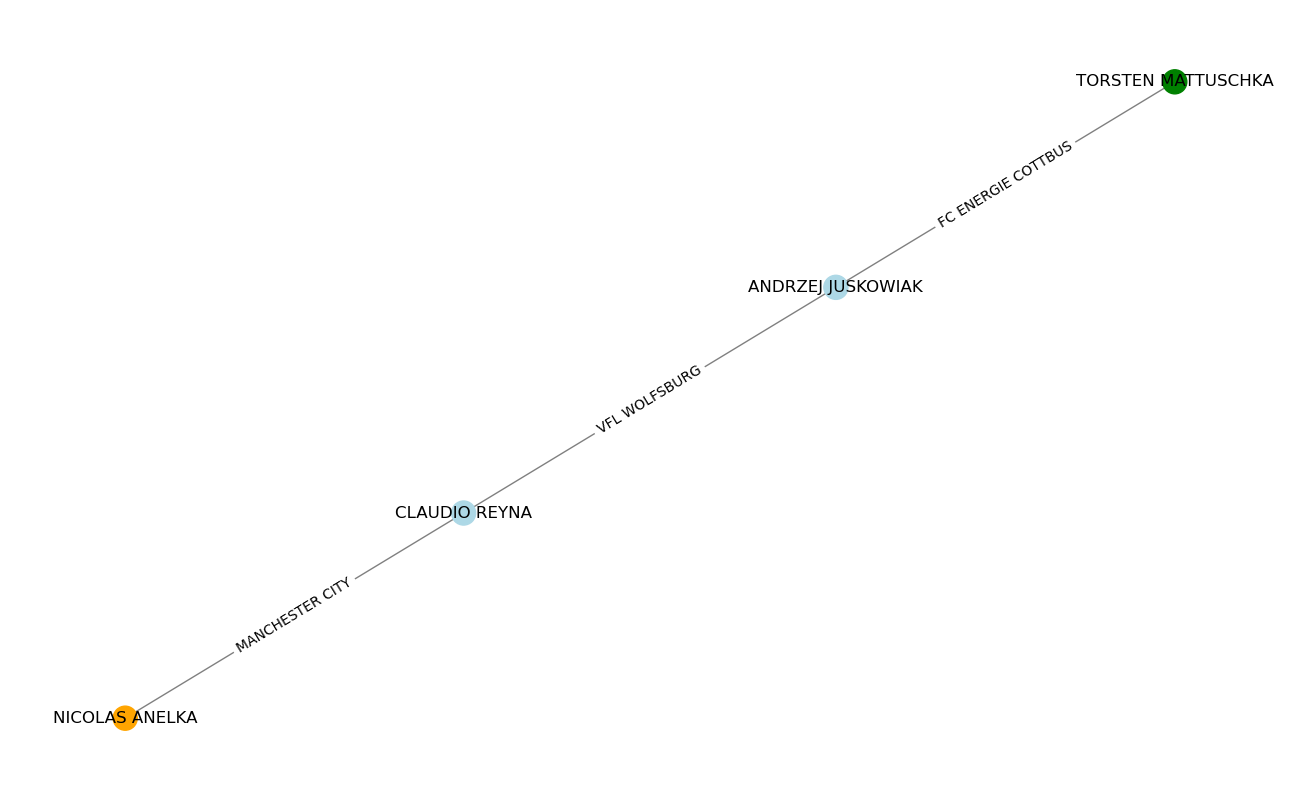 TORSTEN MATTUSCHKA
FC ENERGIE COTTBUS
ANDRZEJ JUSKOWIAK
VFL WOLFSBURG
CLAUDIO REYNA
MANCHESTER CITY
NICOLAS ANELKA